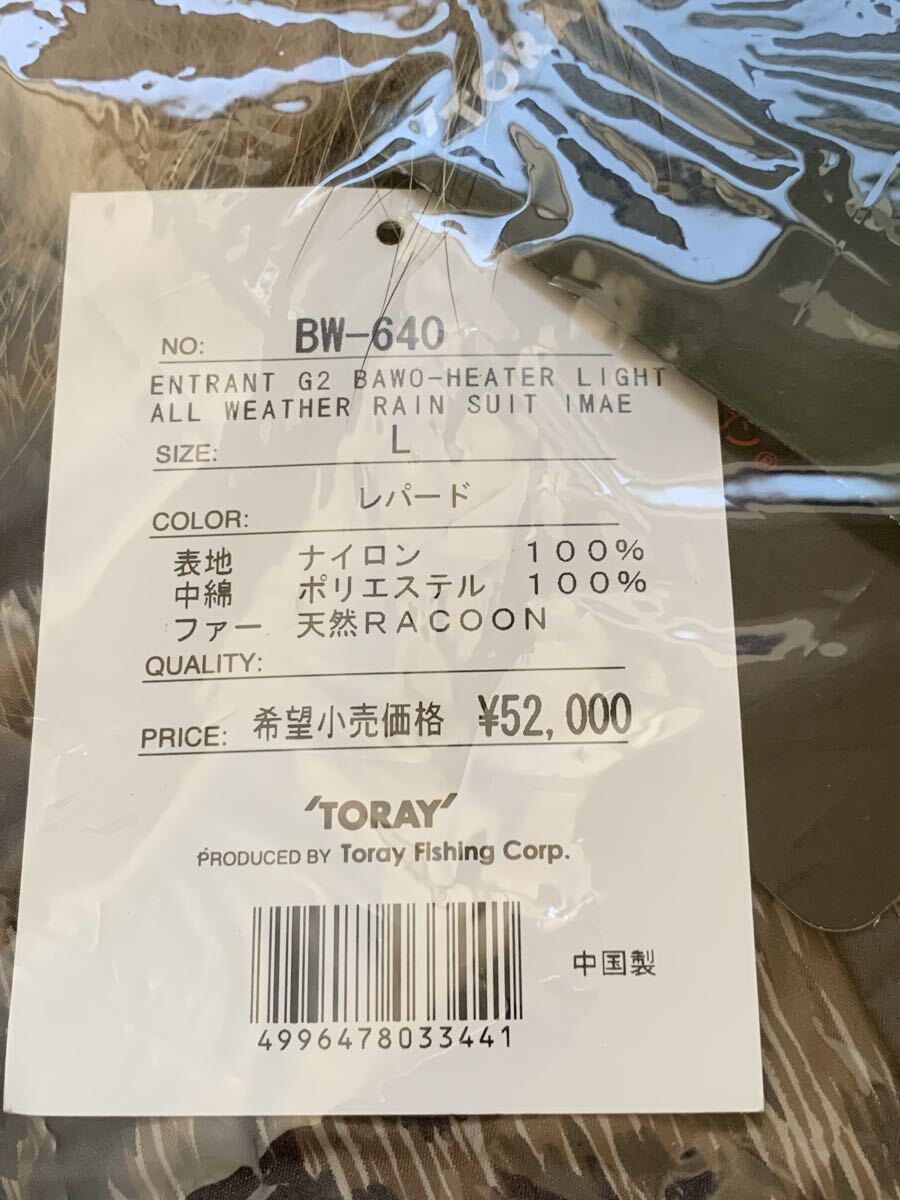 'TOR
NO: BW-640
ENTRANT G2 BAWO-HEATER LIGHT
ALL WEATHER RAIN SUIT IMAE
SIZE: L
COLOR: レパード
表地 ナイロン 100%
中綿 ポリエステル 100%
ファー 天然RACOON
QUALITY:
PRICE: 希望小売価格 ¥52,000
'TORAY'
PRODUCED BY Toray Fishing Corp.
中国製
4996478033441
®